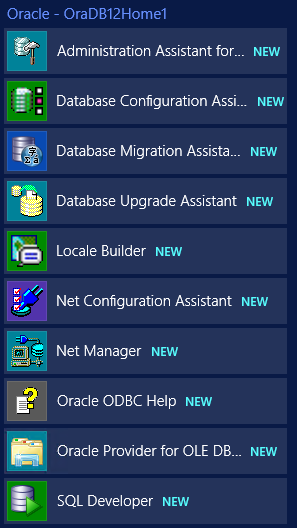 Oracle - OraDB12Home1
Administration Assistant for... NEW
Database Configuration Assi... NEW
Database Migration Assista... NEW
Database Upgrade Assistant NEW
Locale Builder NEW
Net Configuration Assistant NEW
Net Manager NEW
Oracle ODBC Help NEW
Oracle Provider for OLE DB... NEW
SQL Developer NEW